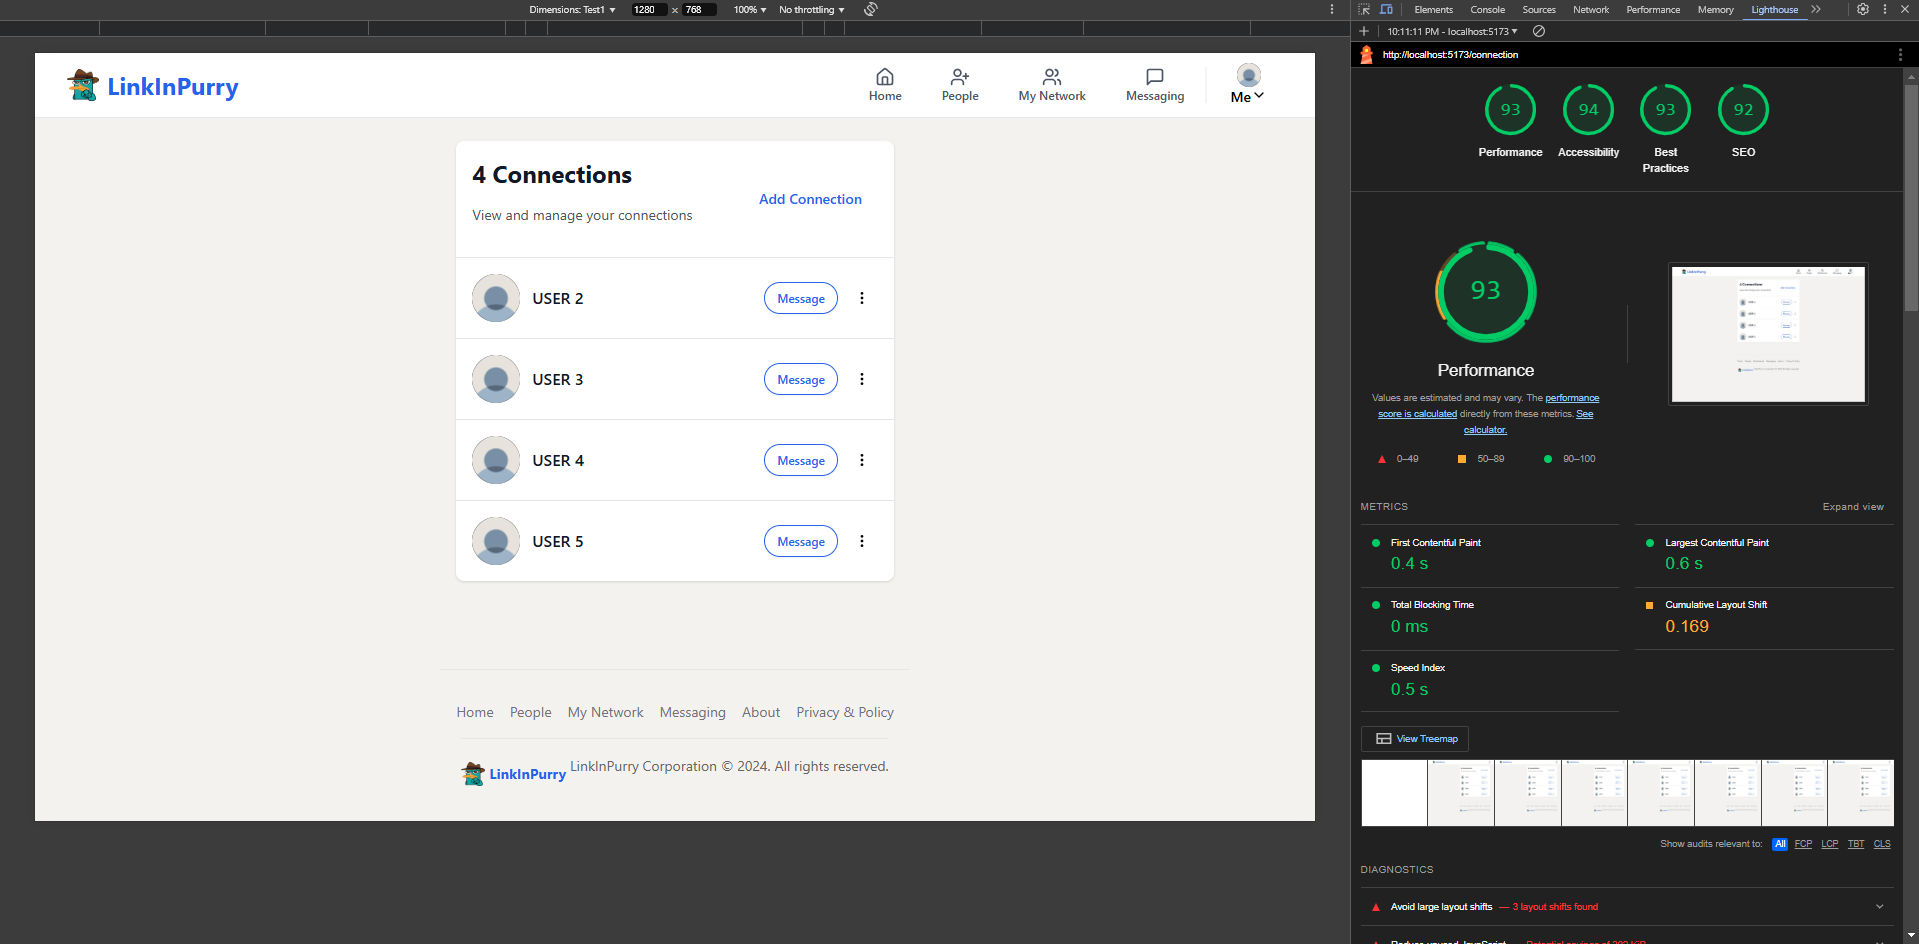 Dimensions: Test1 ▼ 1280 × 768 100% ▼ No throttling ▼
Elements Console Sources Network Performance Memory Lighthouse
10:11:11 PM - localhost:5173 ▼
http://localhost:5173/connection
LinkInPurry
Home People My Network Messaging Me
4 Connections
View and manage your connections
Add Connection
USER 2 Message
USER 3 Message
USER 4 Message
USER 5 Message
Home People My Network Messaging About Privacy & Policy
LinkInPurry LinkInPurry Corporation © 2024. All rights reserved.
93 94 93 92
Performance Accessibility Best Practices SEO
93
Performance
Values are estimated and may vary. The performance
score is calculated directly from these metrics. See
calculator.
0–49 50–89 90–100
METRICS Expand view
First Contentful Paint
0.4 s
Largest Contentful Paint
0.6 s
Total Blocking Time
0 ms
Cumulative Layout Shift
0.169
Speed Index
0.5 s
View Treemap
Show audits relevant to: All FCP LCP TBT CLS
DIAGNOSTICS
Avoid large layout shifts — 3 layout shifts found